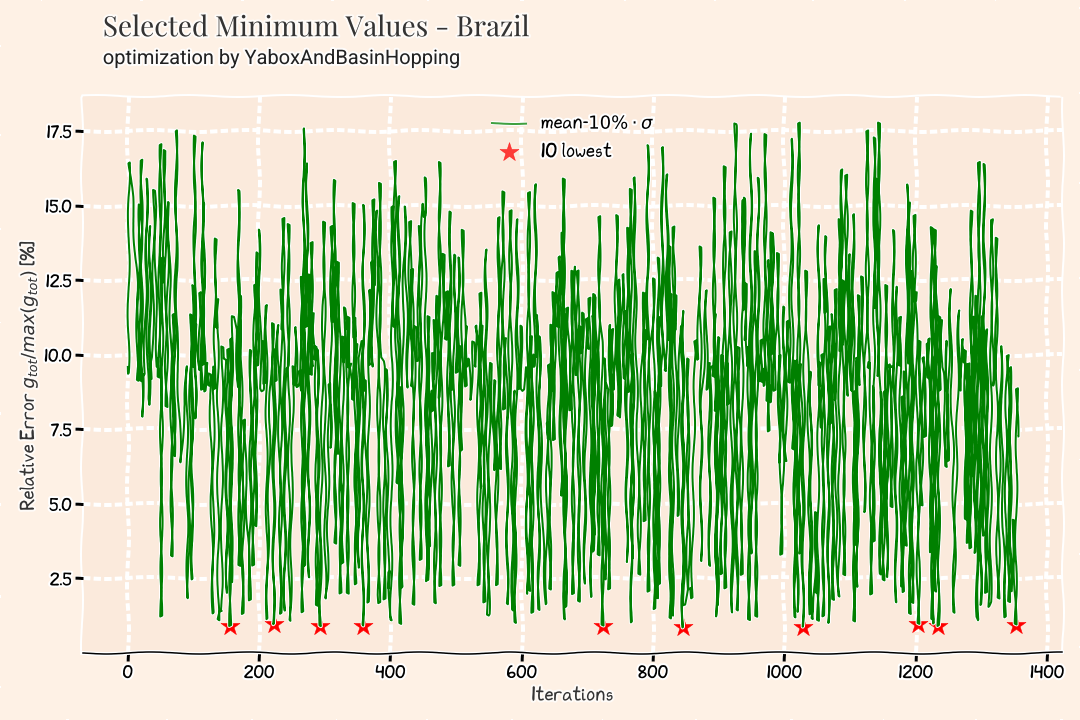 Selected Minimum Values - Brazil
optimization by YaboxAndBasinHopping
mean-10% · σ
10 lowest
17.5
15.0
12.5
10.0
7.5
5.0
2.5
Relative Error g_tot/max(g_tot) [%]
0 200 400 600 800 1000 1200 1400
Iterations